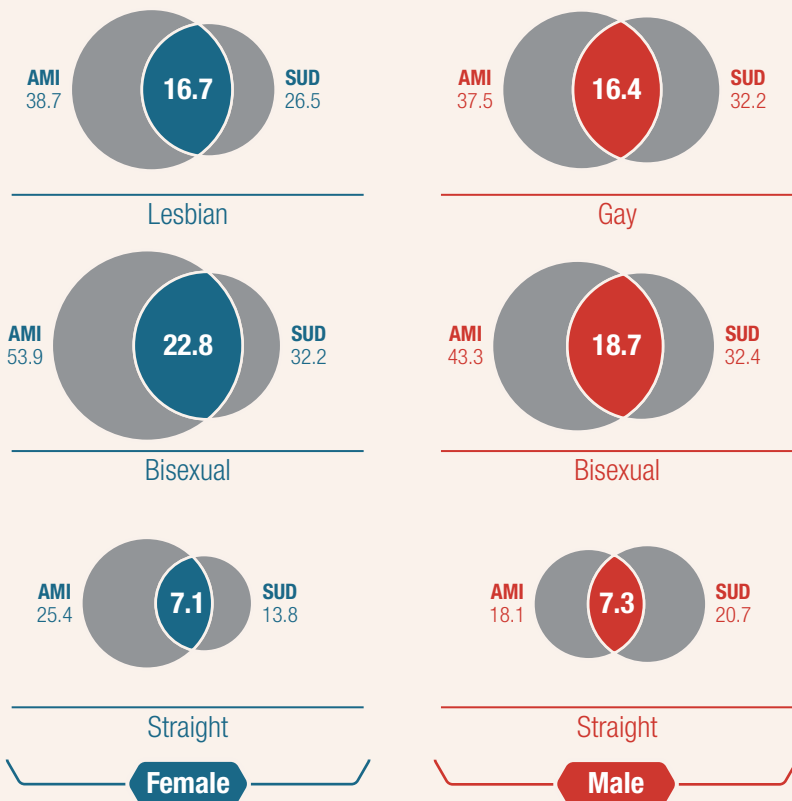 AMI
38.7
16.7
SUD
26.5
Lesbian
AMI
37.5
16.4
SUD
32.2
Gay
AMI
53.9
22.8
SUD
32.2
Bisexual
AMI
43.3
18.7
SUD
32.4
Bisexual
AMI
25.4
7.1
SUD
13.8
Straight
AMI
18.1
7.3
SUD
20.7
Straight
Female
Male